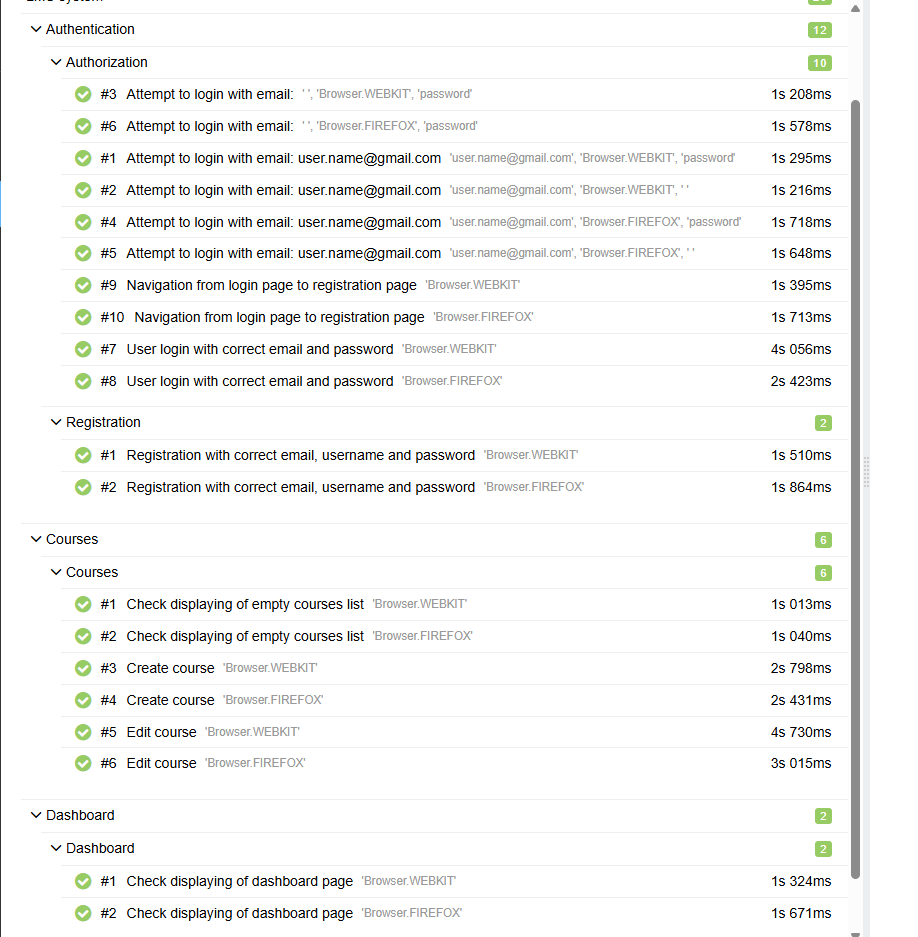 Authentication 12
Authorization 10
#3 Attempt to login with email: ' ', 'Browser.WEBKIT', 'password' 1s 208ms
#6 Attempt to login with email: ' ', 'Browser.FIREFOX', 'password' 1s 578ms
#1 Attempt to login with email: user.name@gmail.com 'user.name@gmail.com', 'Browser.WEBKIT', 'password' 1s 295ms
#2 Attempt to login with email: user.name@gmail.com 'user.name@gmail.com', 'Browser.WEBKIT', ' ' 1s 216ms
#4 Attempt to login with email: user.name@gmail.com 'user.name@gmail.com', 'Browser.FIREFOX', 'password' 1s 718ms
#5 Attempt to login with email: user.name@gmail.com 'user.name@gmail.com', 'Browser.FIREFOX', ' ' 1s 648ms
#9 Navigation from login page to registration page 'Browser.WEBKIT' 1s 395ms
#10 Navigation from login page to registration page 'Browser.FIREFOX' 1s 713ms
#7 User login with correct email and password 'Browser.WEBKIT' 4s 056ms
#8 User login with correct email and password 'Browser.FIREFOX' 2s 423ms
Registration 2
#1 Registration with correct email, username and password 'Browser.WEBKIT' 1s 510ms
#2 Registration with correct email, username and password 'Browser.FIREFOX' 1s 864ms
Courses 6
Courses 6
#1 Check displaying of empty courses list 'Browser.WEBKIT' 1s 013ms
#2 Check displaying of empty courses list 'Browser.FIREFOX' 1s 040ms
#3 Create course 'Browser.WEBKIT' 2s 798ms
#4 Create course 'Browser.FIREFOX' 2s 431ms
#5 Edit course 'Browser.WEBKIT' 4s 730ms
#6 Edit course 'Browser.FIREFOX' 3s 015ms
Dashboard 2
Dashboard 2
#1 Check displaying of dashboard page 'Browser.WEBKIT' 1s 324ms
#2 Check displaying of dashboard page 'Browser.FIREFOX' 1s 671ms